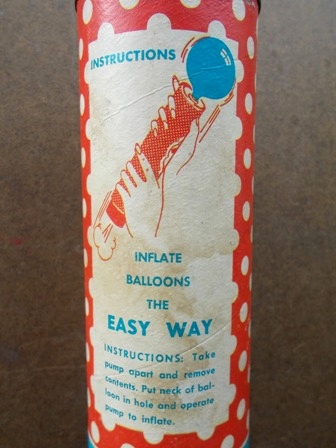 INSTRUCTIONS
INFLATE
BALLOONS
THE
EASY WAY
INSTRUCTIONS: Take
pump apart and remove
contents. Put neck of bal-
loon in hole and operate
pump to inflate.